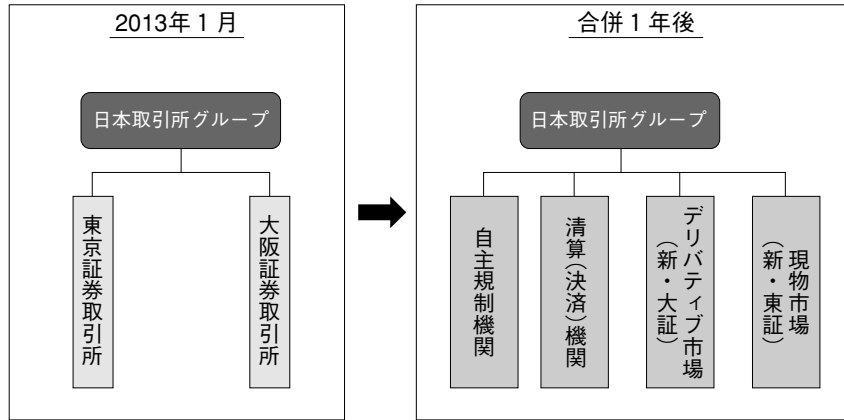 2013年１月
日本取引所グループ
東京証券取引所
大阪証券取引所
合併１年後
日本取引所グループ
自主規制機関
清算(決済)機関
デリバティブ市場
(新・大証)
現物市場
(新・東証)